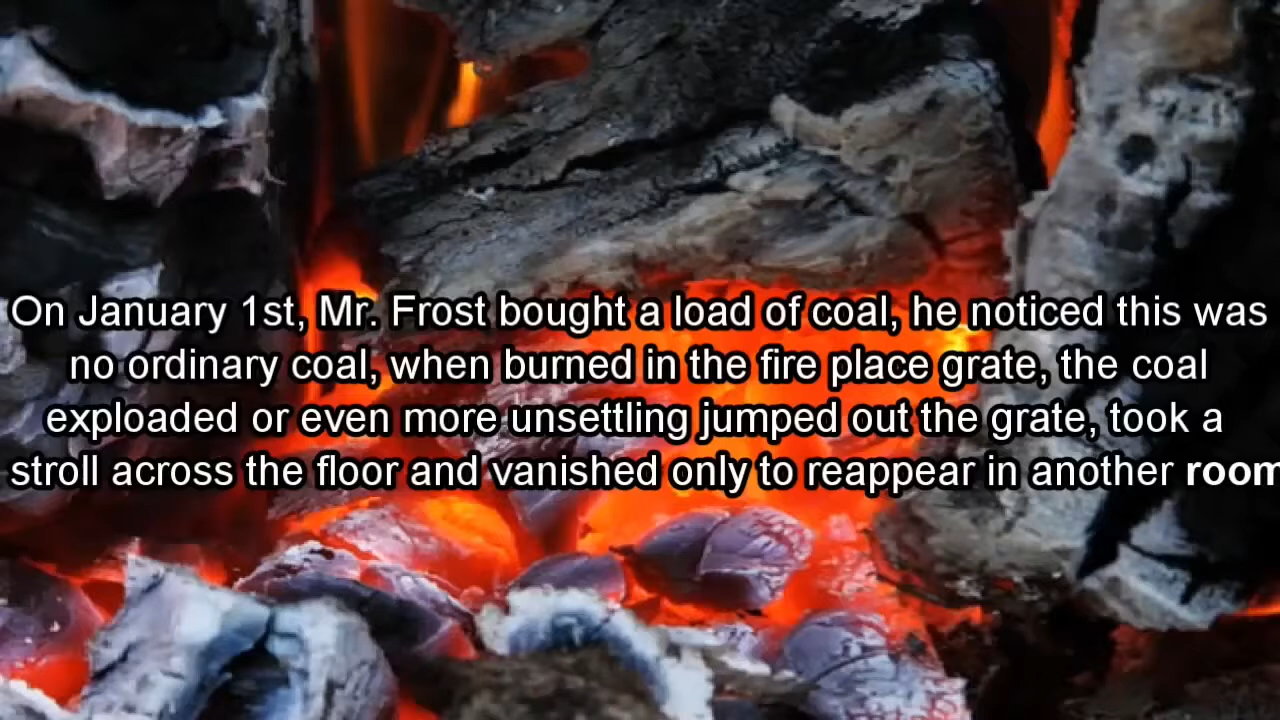 On January 1st, Mr. Frost bought a load of coal, he noticed this was
no ordinary coal, when burned in the fire place grate, the coal
exploaded or even more unsettling jumped out the grate, took a
stroll across the floor and vanished only to reappear in another room